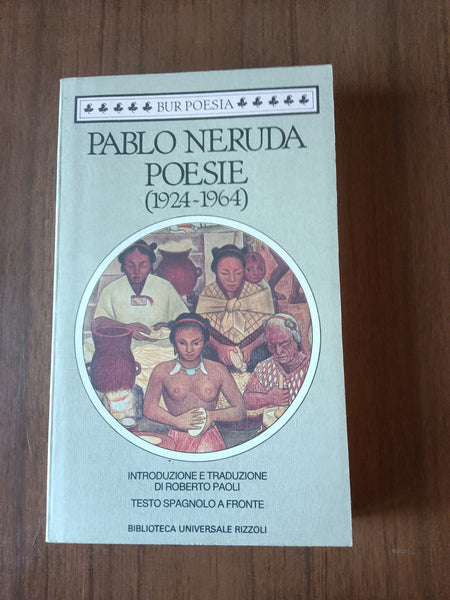 BUR POESIA
PABLO NERUDA
POESIE
(1924-1964)
INTRODUZIONE E TRADUZIONE
DI ROBERTO PAOLI
TESTO SPAGNOLO A FRONTE
BIBLIOTECA UNIVERSALE RIZZOLI